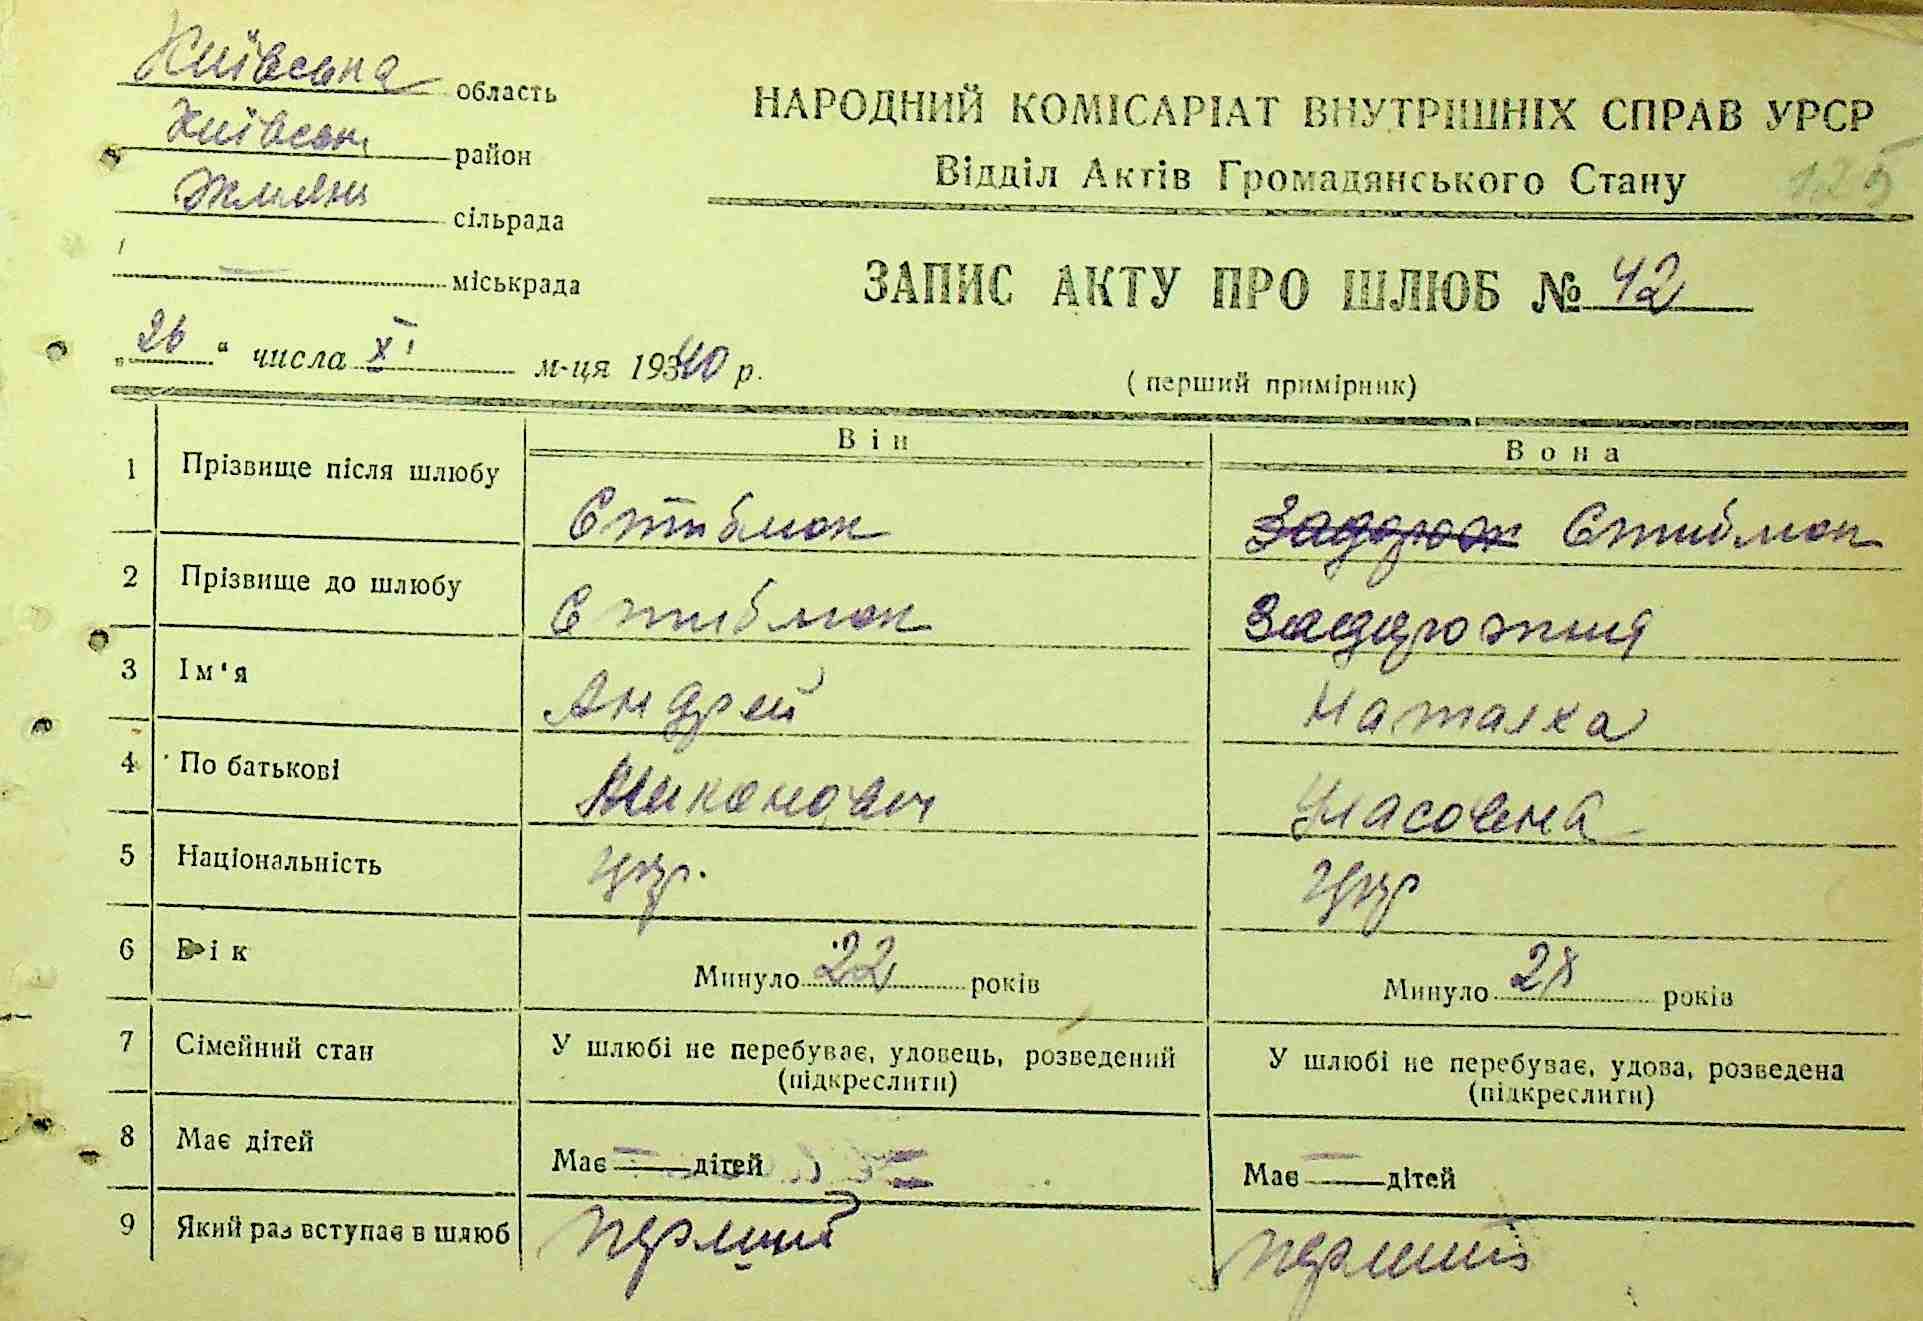 Київська область
Київськ район
Жиляни сільрада
— міськрада
НАРОДНИЙ КОМІСАРІАТ ВНУТРІШНІХ СПРАВ УРСР
Відділ Актів Громадянського Стану 125
ЗАПИС АКТУ ПРО ШЛЮБ № 42
„26“ числа XI м-ця 1940 р.
(перший примірник)
Він Вона
1 Прізвище після шлюбу Стиблюк Задорож Стиблюк
2 Прізвище до шлюбу Стиблюк Задорожня
3 Ім‘я Андрей Наталка
4 По батькові Никонович Уласовна
5 Національність укр. укр
6 Вік Минуло 22 років Минуло 28 років
7 Сімейний стан У шлюбі не перебуває, удовець, розведений (підкреслити) У шлюбі не перебуває, удова, розведена (підкреслити)
8 Має дітей Має — дітей Має — дітей
9 Який раз вступає в шлюб перший перший